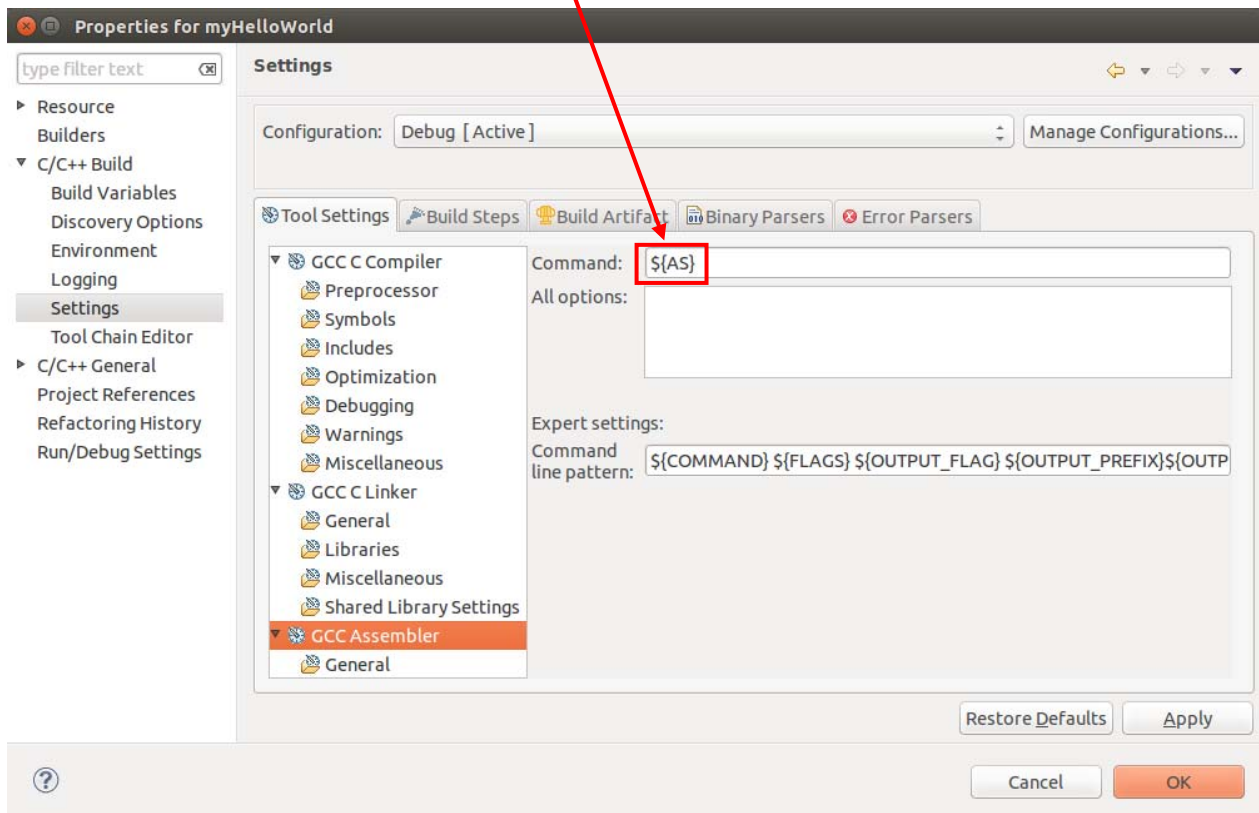 Properties for myHelloWorld
type filter text
Resource
Builders
C/C++ Build
Build Variables
Discovery Options
Environment
Logging
Settings
Tool Chain Editor
C/C++ General
Project References
Refactoring History
Run/Debug Settings
Settings
Configuration: Debug [ Active ] Manage Configurations...
Tool Settings Build Steps Build Artifact Binary Parsers Error Parsers
GCC C Compiler
Preprocessor
Symbols
Includes
Optimization
Debugging
Warnings
Miscellaneous
GCC C Linker
General
Libraries
Miscellaneous
Shared Library Settings
GCC Assembler
General
Command: ${AS}
All options:
Expert settings:
Command
line pattern: ${COMMAND} ${FLAGS} ${OUTPUT_FLAG} ${OUTPUT_PREFIX}${OUTP
Restore Defaults Apply
Cancel OK